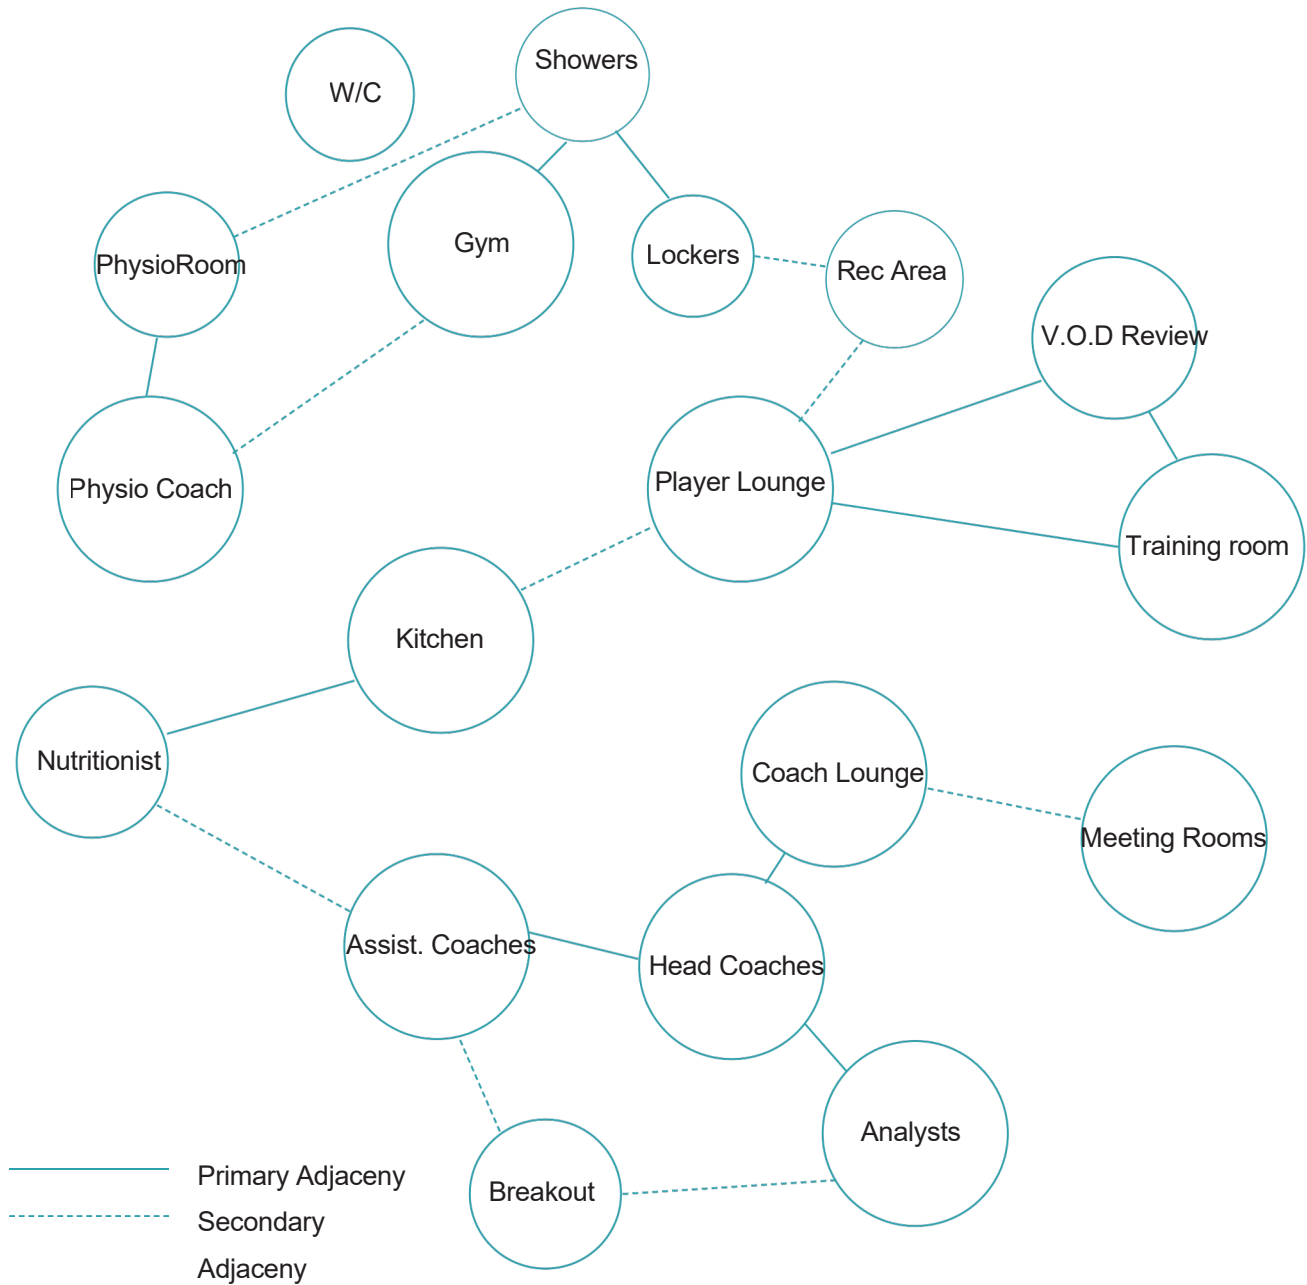 Showers
W/C
Gym
Lockers
PhysioRoom
Rec Area
V.O.D Review
Physio Coach
Player Lounge
Training room
Kitchen
Nutritionist
Coach Lounge
Meeting Rooms
Assist. Coaches
Head Coaches
Analysts
Breakout
Primary Adjaceny
Secondary
Adjaceny